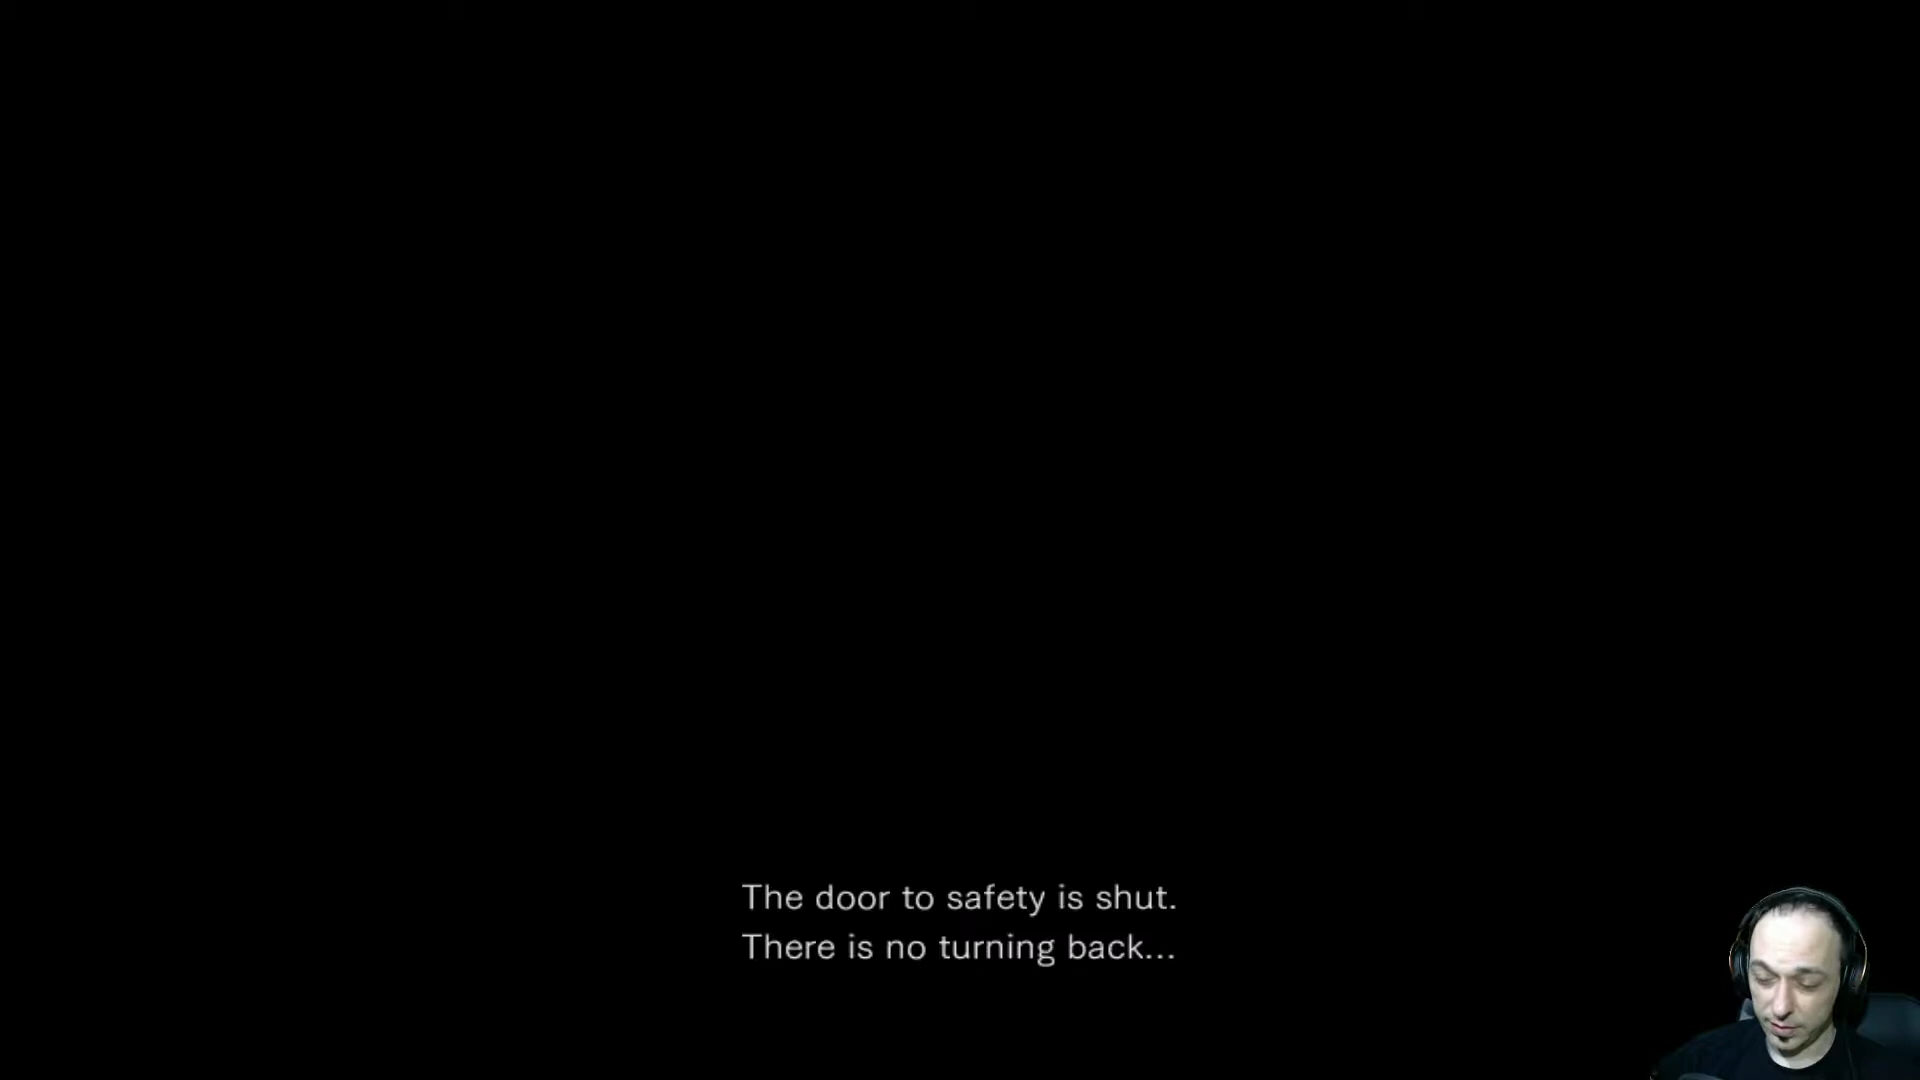 The door to safety is shut.
There is no turning back...